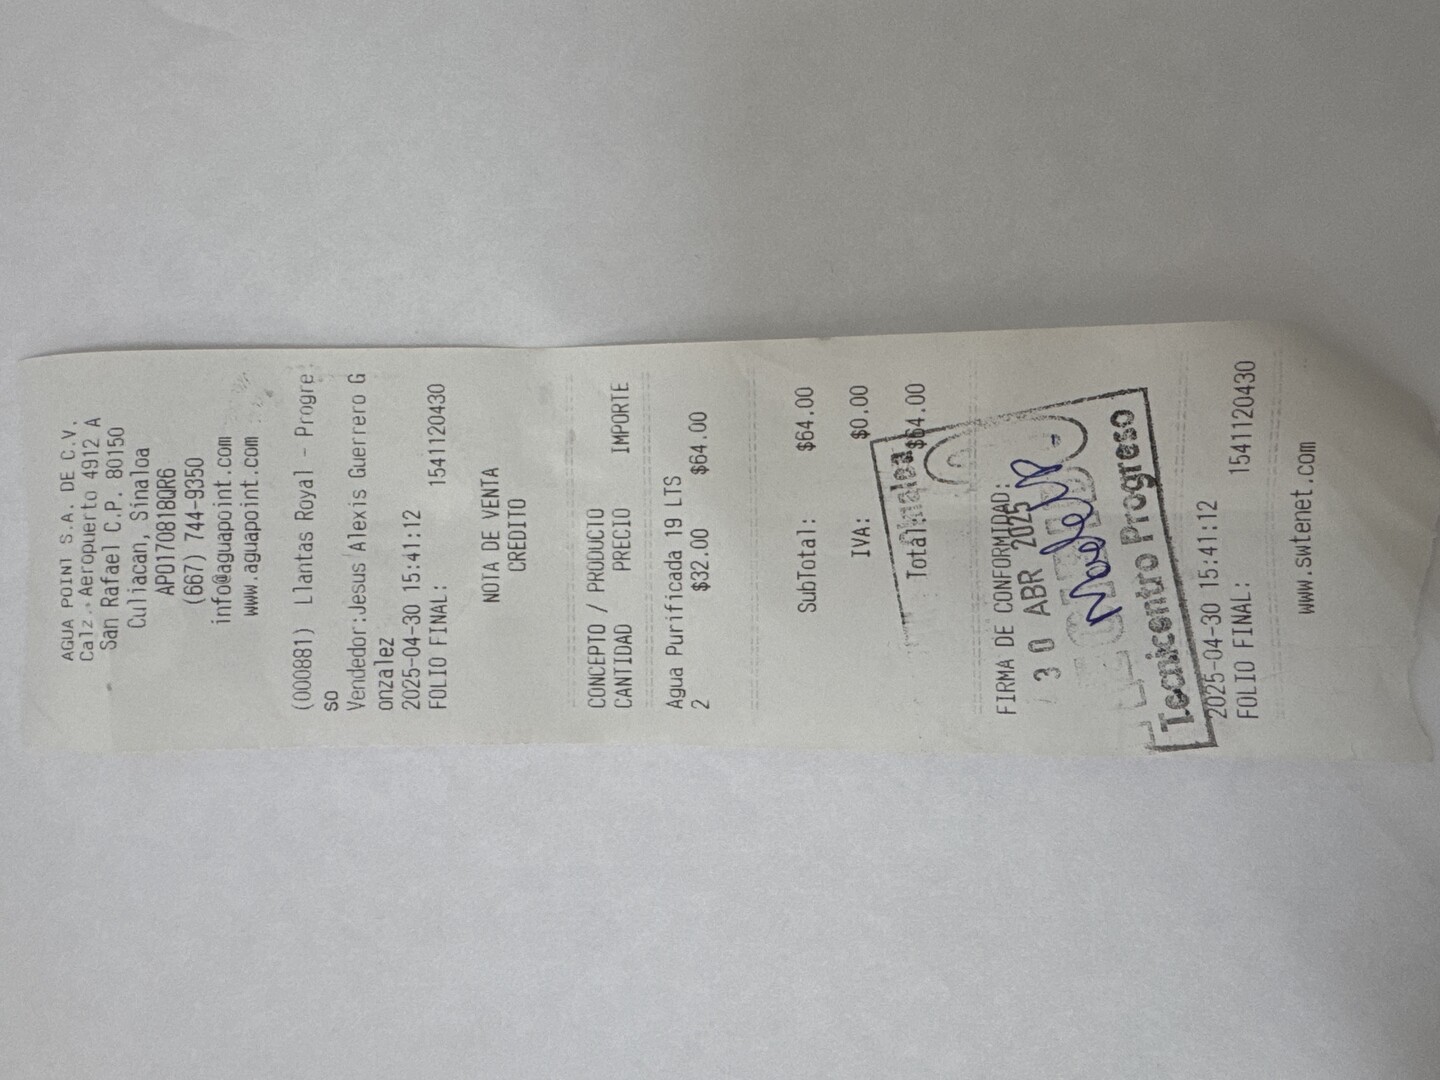 AGUA POINT S.A. DE C.V.
Calz. Aeropuerto 4912 A
San Rafael C.P. 80150
Culiacan, Sinaloa
APO170818QR6
(667) 744-9350
info@aguapoint.com
www.aguapoint.com
(000881) Llantas Royal - Progre
so
Vendedor:Jesus Alexis Guerrero G
onzalez
2025-04-30 15:41:12
FOLIO FINAL: 1541120430
NOTA DE VENTA
CREDITO
CONCEPTO / PRODUCTO
CANTIDAD PRECIO IMPORTE
Agua Purificada 19 LTS
2 $32.00 $64.00
SubTotal: $64.00
IVA: $0.00
Total: $64.00
Sinaloa
FIRMA DE CONFORMIDAD:
30 ABR 2025
Tecnicentro Progreso
2025-04-30 15:41:12
FOLIO FINAL: 1541120430
www.swtenet.com